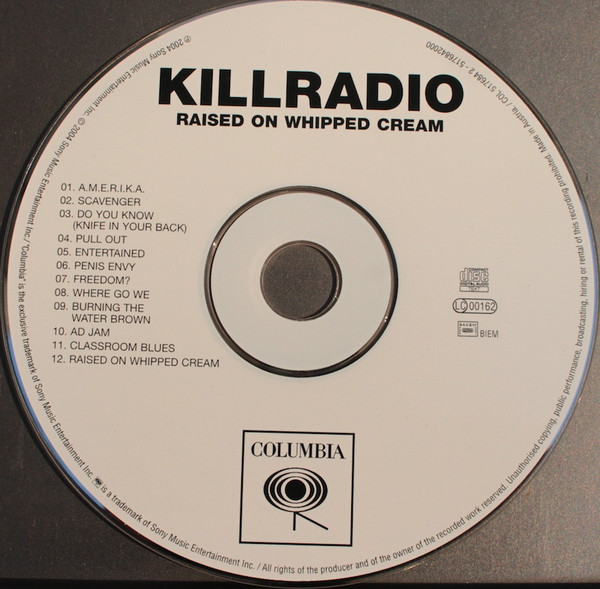 KILLRADIO
RAISED ON WHIPPED CREAM
01. A.M.E.R.I.K.A.
02. SCAVENGER
03. DO YOU KNOW
(KNIFE IN YOUR BACK)
04. PULL OUT
05. ENTERTAINED
06. PENIS ENVY
07. FREEDOM?
08. WHERE GO WE
09. BURNING THE
WATER BROWN
10. AD JAM
11. CLASSROOM BLUES
12. RAISED ON WHIPPED CREAM
disc
DIGITAL AUDIO
TEXT
LC 00162
BIEM
COLUMBIA
℗ 2004 Sony Music Entertainment Inc. © 2004 Sony Music Entertainment Inc./"Columbia" is the exclusive trademark of Sony Music Entertainment Inc. is a trademark of Sony Music Entertainment Inc. / All rights of the producer and of the owner of the recorded work reserved. Unauthorised copying, public performance, broadcasting, hiring or rental of this recording prohibited. Made in Austria / COL 517684 2 - 5176842000